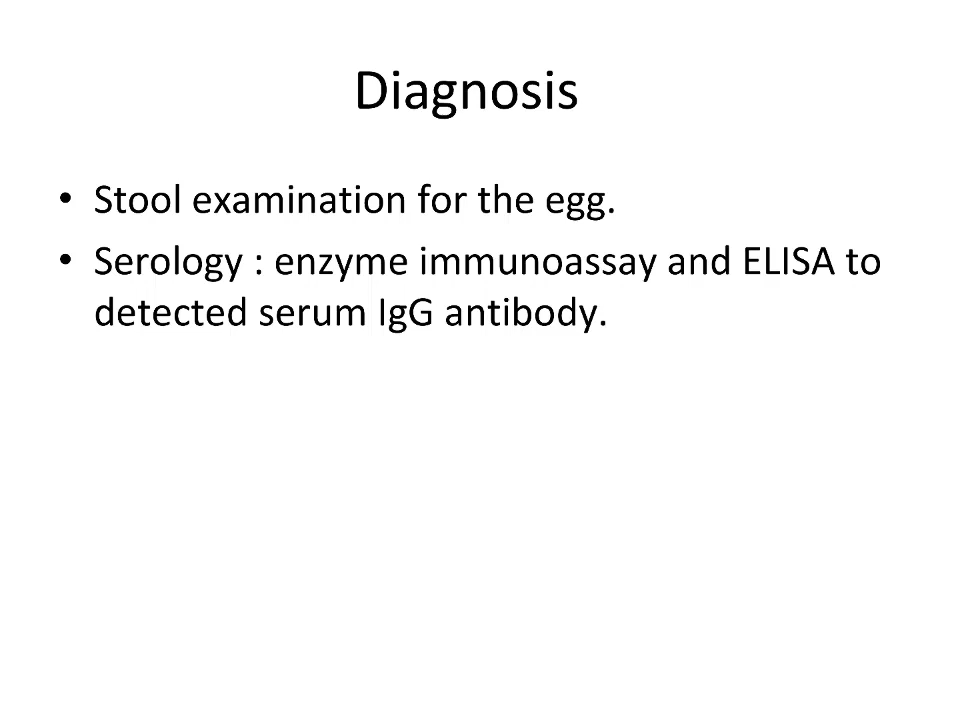 Diagnosis
• Stool examination for the egg.
• Serology : enzyme immunoassay and ELISA to
detected serum IgG antibody.